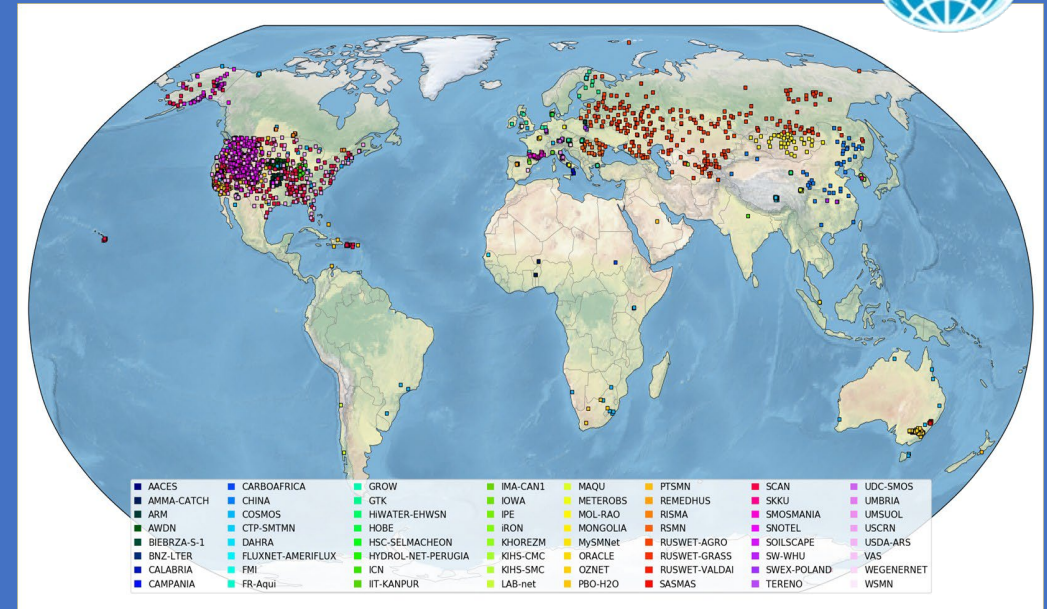 AACES
AMMA-CATCH
ARM
AWDN
BIEBRZA-S-1
BNZ-LTER
CALABRIA
CAMPANIA
CARBOAFRICA
CHINA
COSMOS
CTP-SMTMN
DAHRA
FLUXNET-AMERIFLUX
FMI
FR-Aqui
GROW
GTK
HiWATER-EHWSN
HOBE
HSC-SELMACHEON
HYDROL-NET-PERUGIA
ICN
IIT-KANPUR
IMA-CAN1
IOWA
IPE
iRON
KHOREZM
KIHS-CMC
KIHS-SMC
LAB-net
MAQU
METEROBS
MOL-RAO
MONGOLIA
MySMNet
ORACLE
OZNET
PBO-H2O
PTSMN
REMEDHUS
RISMA
RSMN
RUSWET-AGRO
RUSWET-GRASS
RUSWET-VALDAI
SASMAS
SCAN
SKKU
SMOSMANIA
SNOTEL
SOILSCAPE
SW-WHU
SWEX-POLAND
TERENO
UDC-SMOS
UMBRIA
UMSUOL
USCRN
USDA-ARS
VAS
WEGENERNET
WSMN